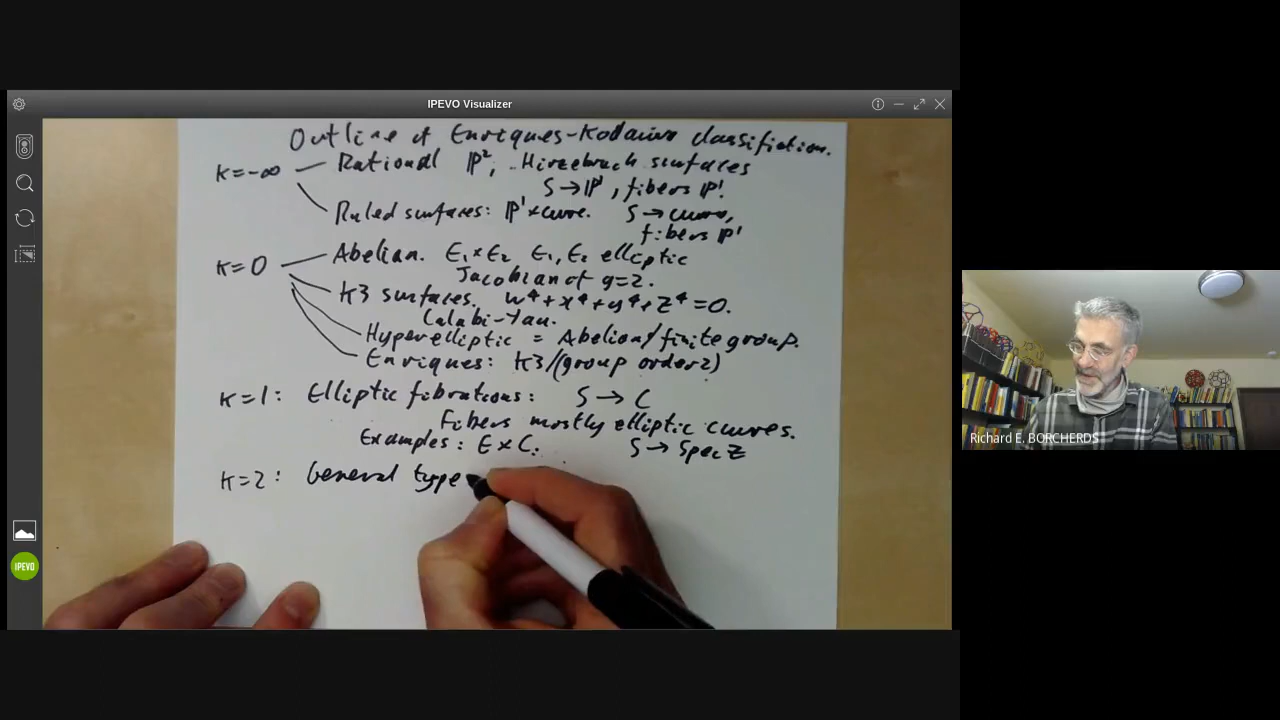 IPEVO Visualizer
Outline of Enriques-Kodaira classifiction.
K=-∞ — Rational P², Hirzebruch surfaces
S→P¹, fibers P¹.
Ruled surfaces: P¹×curve. S→curve,
fibers P¹
K=0 — Abelian. E₁×E₂ E₁, E₂ elliptic
Jacobian of g=2.
K3 surfaces. w⁴+x⁴+y⁴+z⁴=0.
Calabi-Yau.
Hyperelliptic = Abelian/finite group.
Enriques: K3/(group order 2)
K=1: Elliptic fibrations: S → C
Fibers mostly elliptic curves.
Examples: E×C. S→Spec Z
K=2: General type
IPEVO
Richard E. BORCHERDS